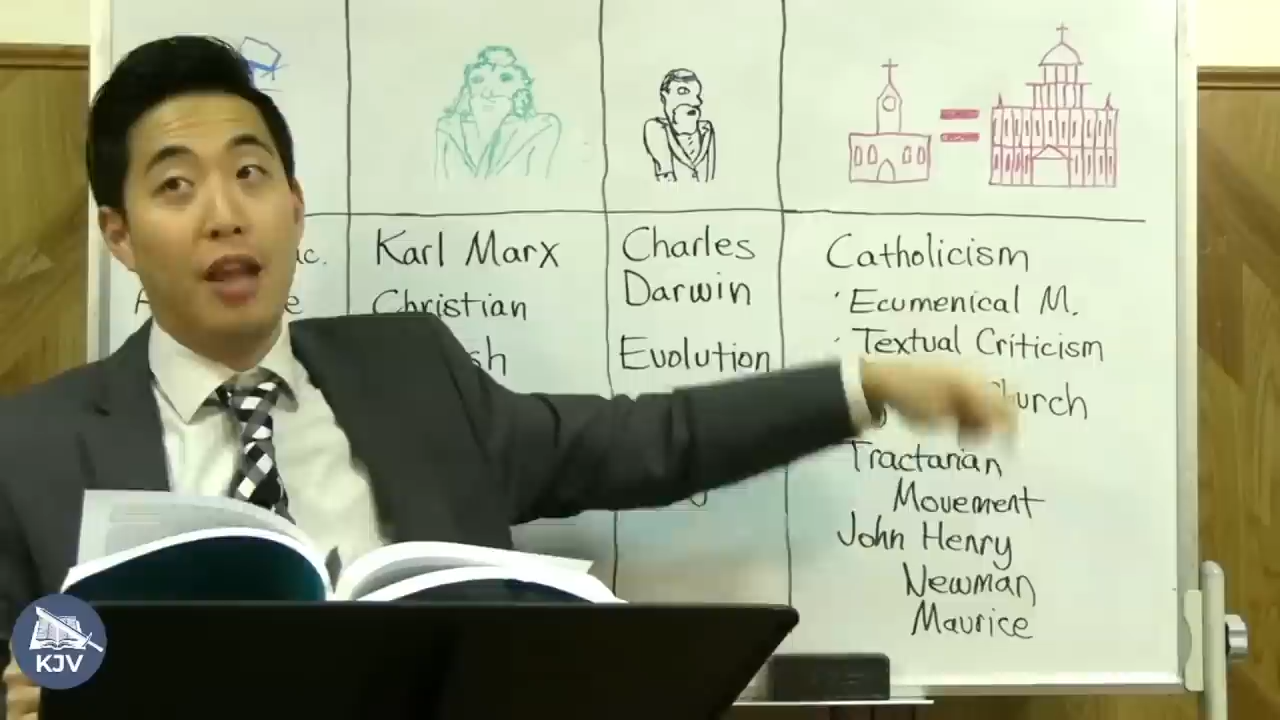 Karl Marx
Christian
Charles
Darwin
Evolution
Catholicism
· Ecumenical M.
· Textual Criticism
Tractarian
Movement
John Henry
Newman
Maurice
KJV